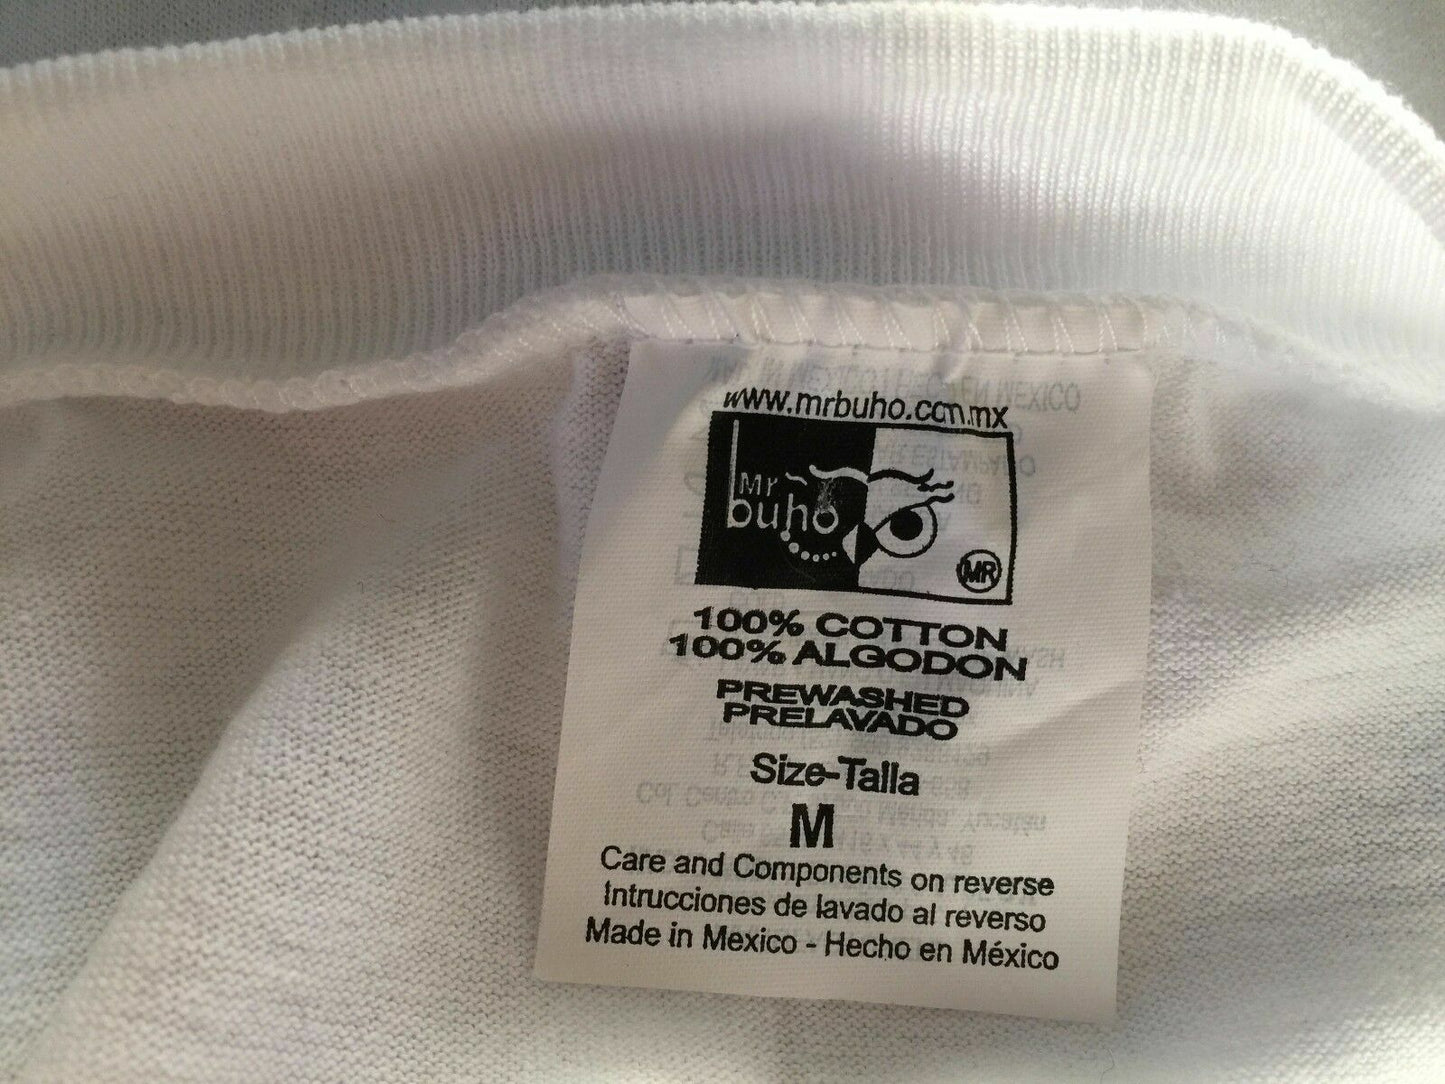 www.mrbuho.com.mx
Mr
buho
MR
100% COTTON
100% ALGODON
PREWASHED
PRELAVADO
Size-Talla
M
Care and Components on reverse
Intrucciones de lavado al reverso
Made in Mexico - Hecho en México